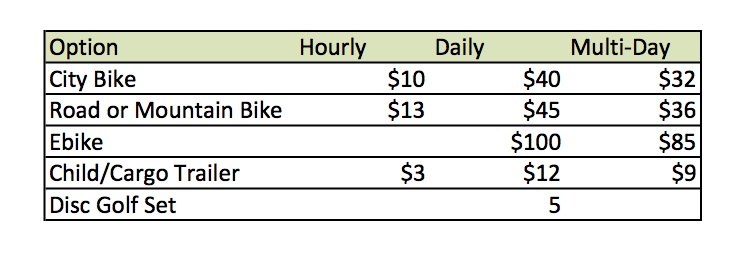 Option Hourly Daily Multi-Day
City Bike $10 $40 $32
Road or Mountain Bike $13 $45 $36
Ebike $100 $85
Child/Cargo Trailer $3 $12 $9
Disc Golf Set 5